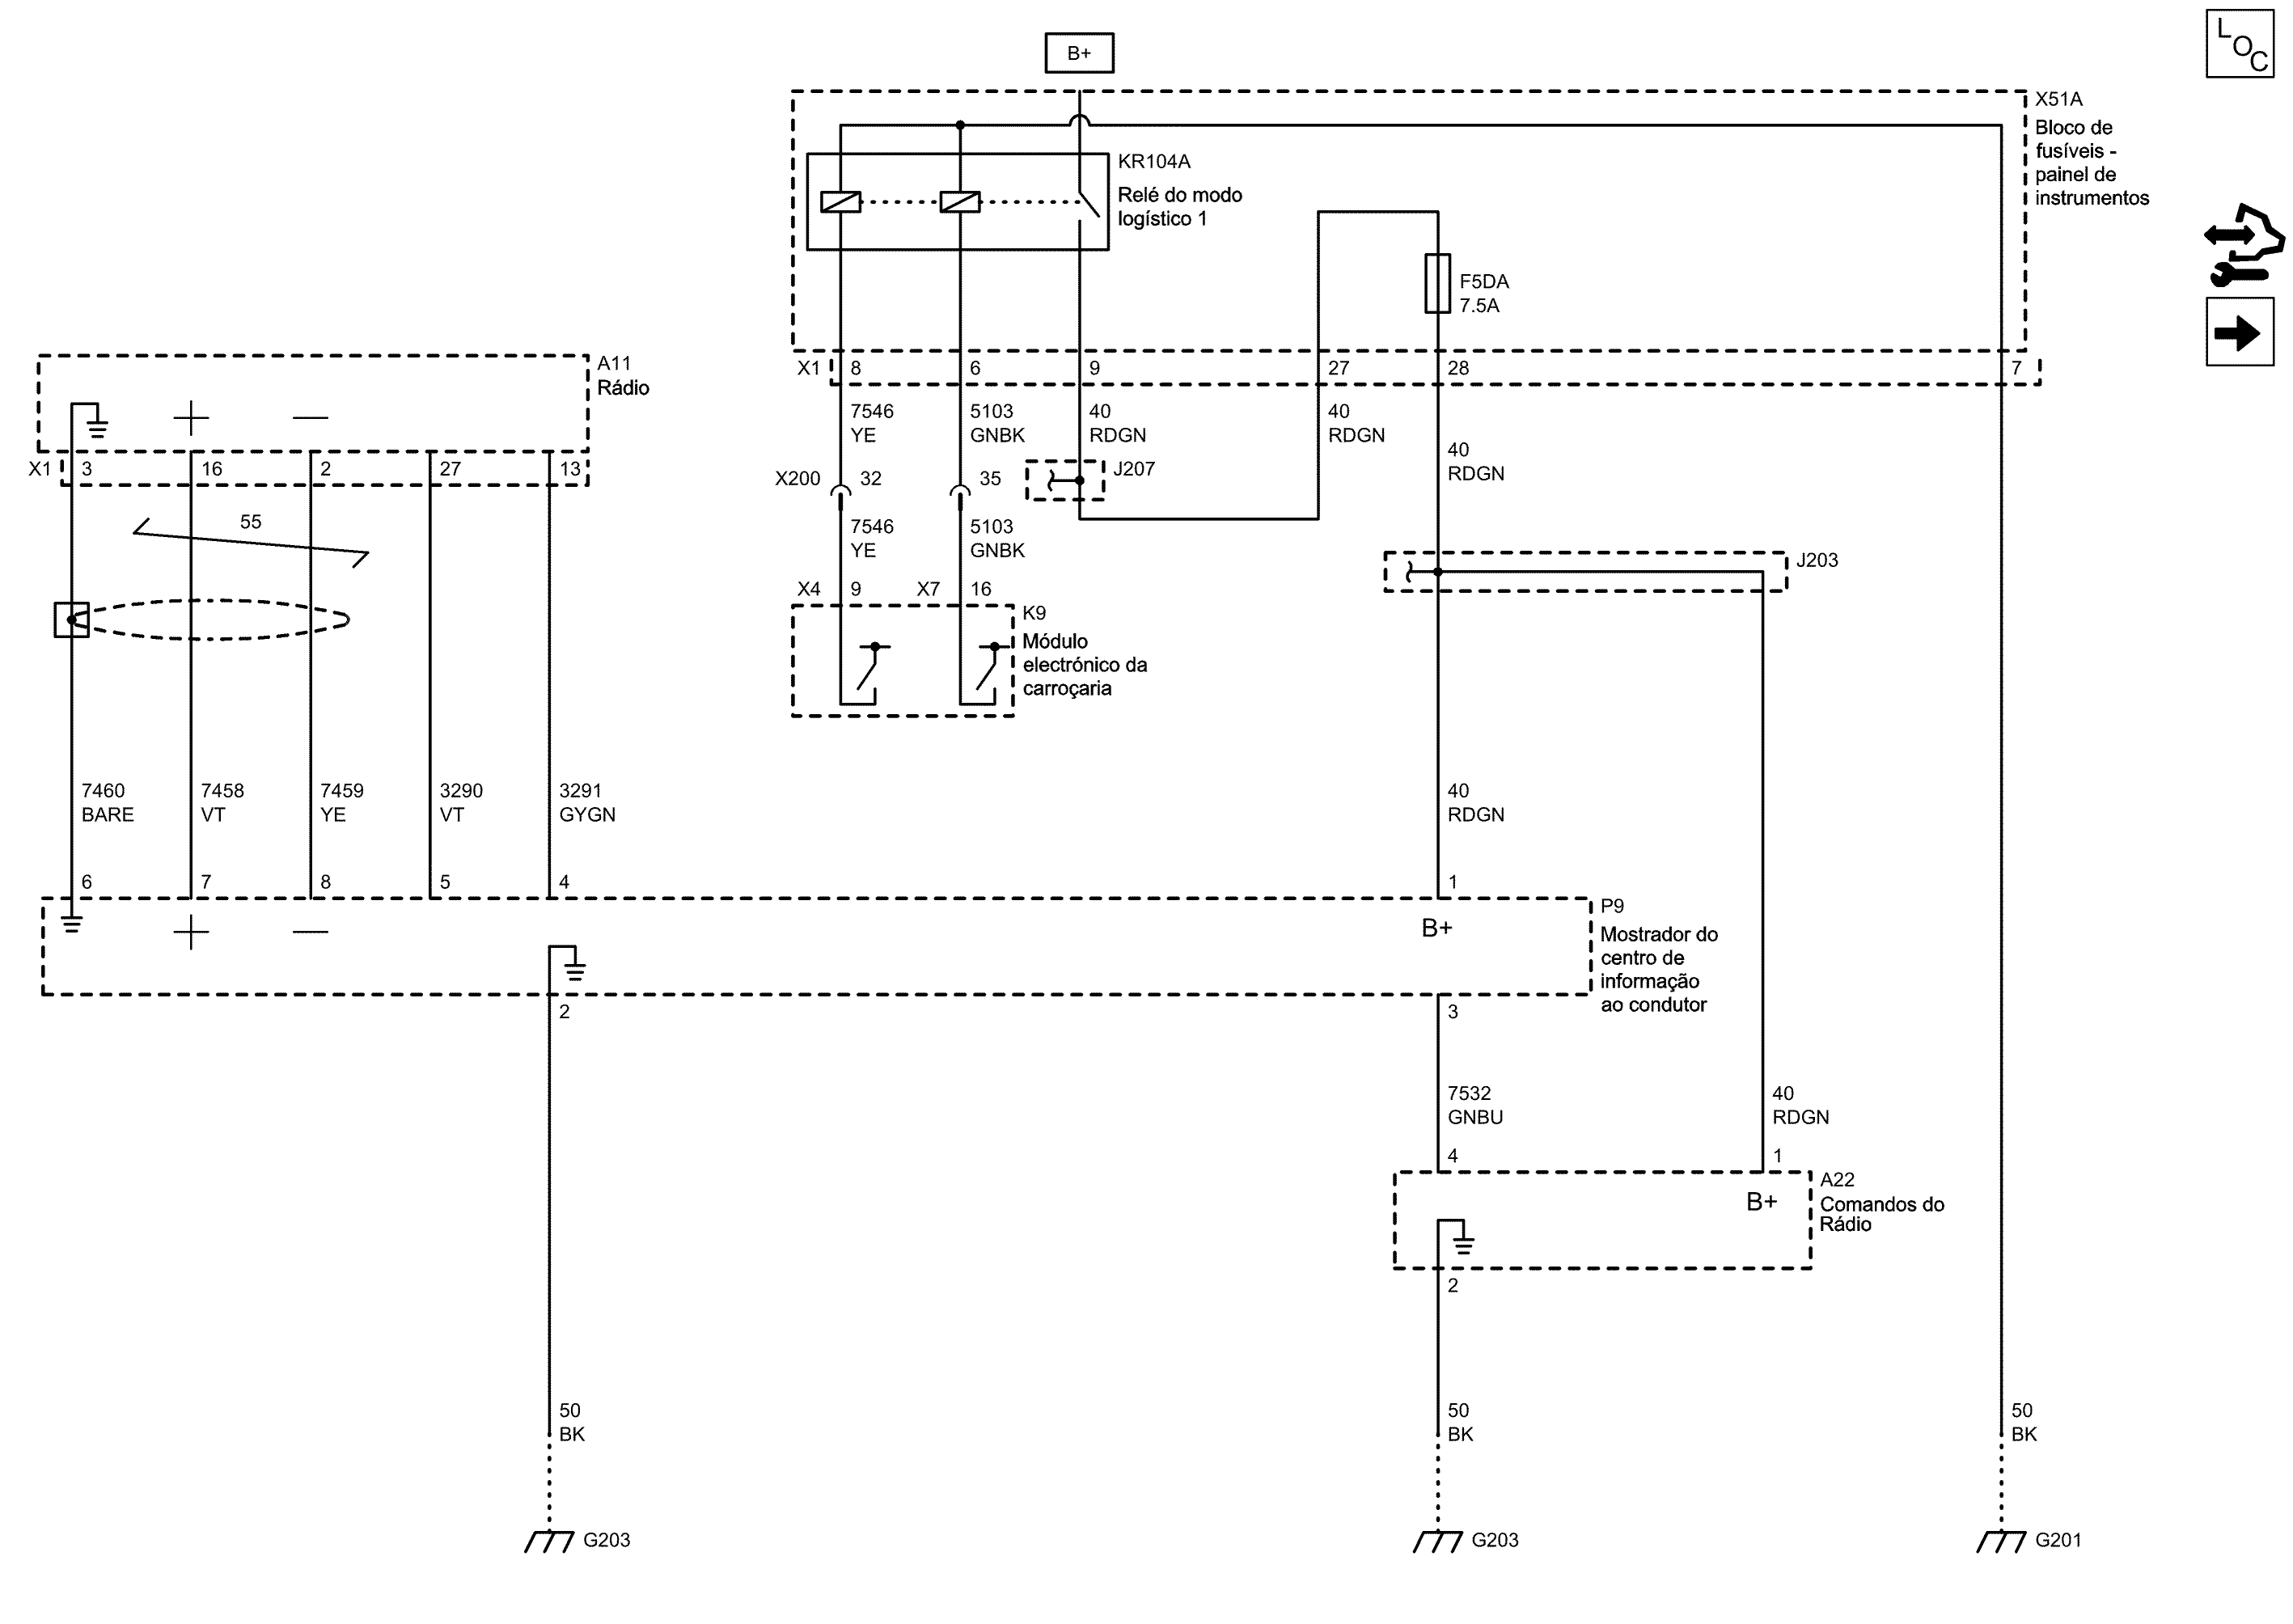 LOC
B+
X51A
Bloco de
fusíveis -
painel de
instrumentos
KR104A
Relé do modo
logístico 1
F5DA
7.5A
X1 8 6 9 27 28 7
7546
YE
5103
GNBK
40
RDGN
40
RDGN
40
RDGN
J207
X200 32 35
7546
YE
5103
GNBK
X4 9 X7 16
K9
Módulo
electrónico da
carroçaria
J203
A11
Rádio
+ —
X1 3 16 2 27 13
55
7460
BARE
7458
VT
7459
YE
3290
VT
3291
GYGN
40
RDGN
6 7 8 5 4 1
+ —
B+
P9
Mostrador do
centro de
informação
ao condutor
2 3
7532
GNBU
40
RDGN
4 1
A22
Comandos do
Rádio
B+
2
50
BK
50
BK
50
BK
G203
G203
G201